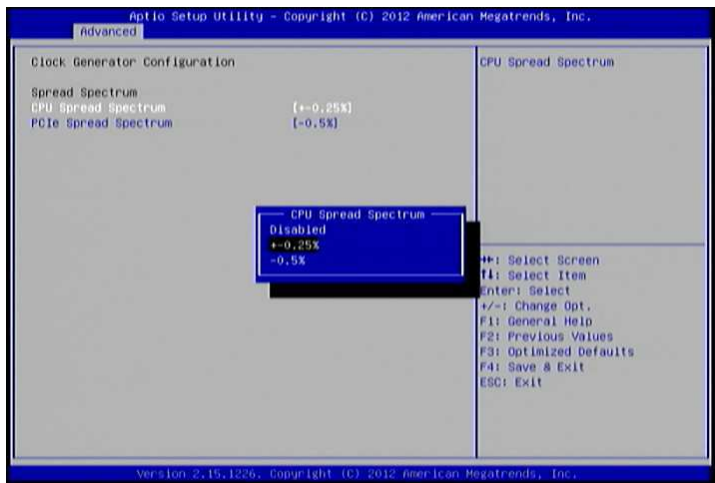 Aptio Setup Utility - Copyright (C) 2012 American Megatrends, Inc.
Advanced
Clock Generator Configuration
Spread Spectrum
CPU Spread Spectrum [+-0.25%]
PCIe Spread Spectrum [-0.5%]
CPU Spread Spectrum
CPU Spread Spectrum
Disabled
+-0.25%
-0.5%
→←: Select Screen
↑↓: Select Item
Enter: Select
+/-: Change Opt.
F1: General Help
F2: Previous Values
F3: Optimized Defaults
F4: Save & Exit
ESC: Exit
Version 2.15.1226. Copyright (C) 2012 American Megatrends, Inc.